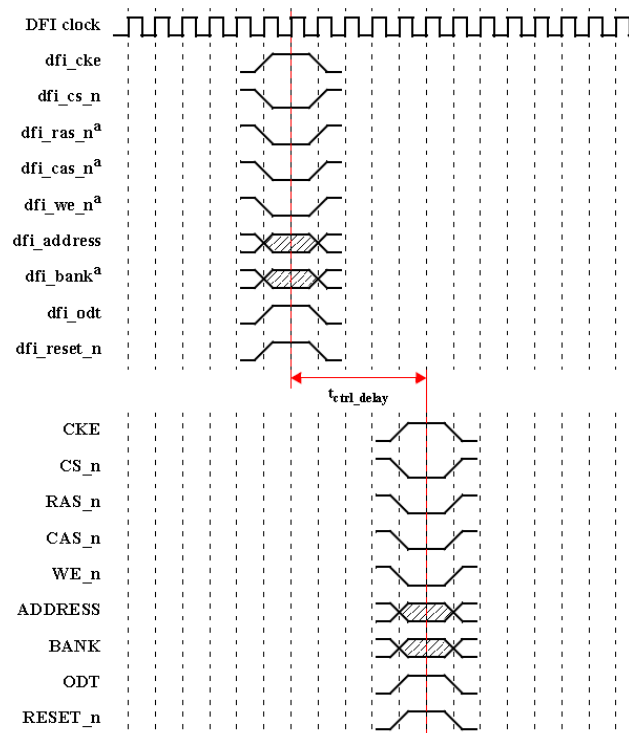 DFI clock
dfi_cke
dfi_cs_n
dfi_ras_nᵃ
dfi_cas_nᵃ
dfi_we_nᵃ
dfi_address
dfi_bankᵃ
dfi_odt
dfi_reset_n
tctrl_delay
CKE
CS_n
RAS_n
CAS_n
WE_n
ADDRESS
BANK
ODT
RESET_n